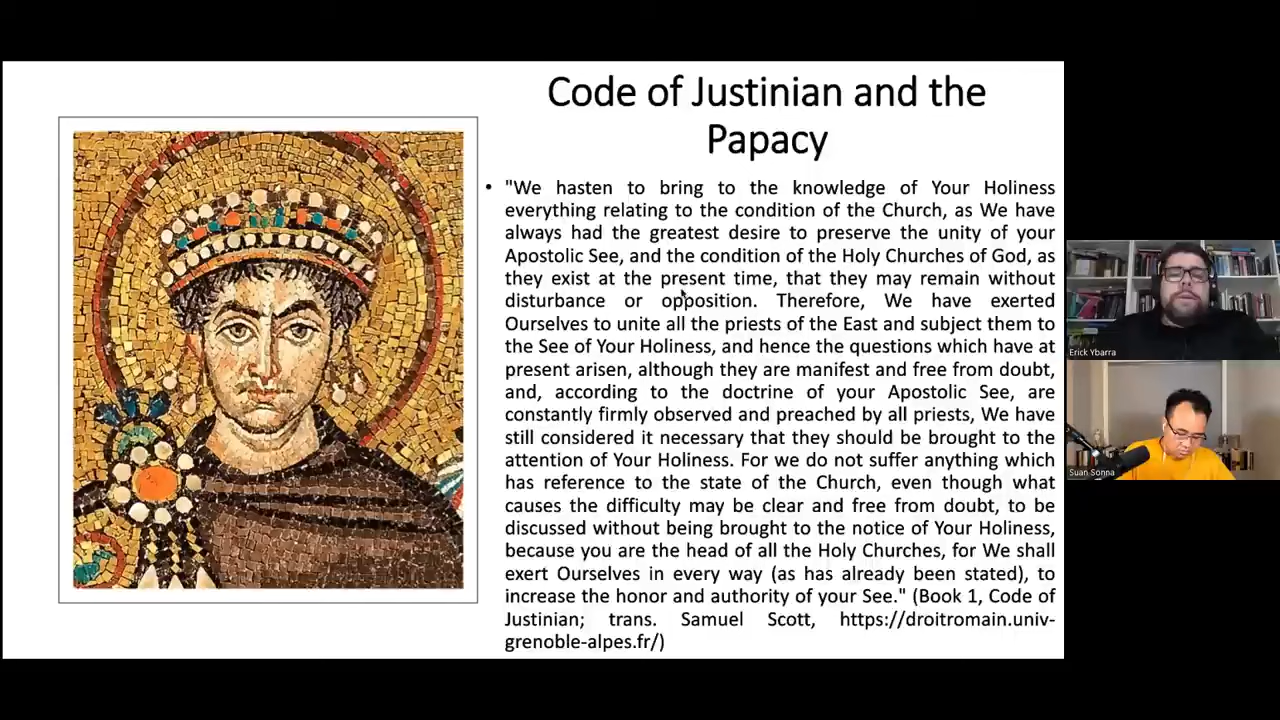 Code of Justinian and the
Papacy
• "We hasten to bring to the knowledge of Your Holiness
everything relating to the condition of the Church, as We have
always had the greatest desire to preserve the unity of your
Apostolic See, and the condition of the Holy Churches of God, as
they exist at the present time, that they may remain without
disturbance or opposition. Therefore, We have exerted
Ourselves to unite all the priests of the East and subject them to
the See of Your Holiness, and hence the questions which have at
present arisen, although they are manifest and free from doubt,
and, according to the doctrine of your Apostolic See, are
constantly firmly observed and preached by all priests, We have
still considered it necessary that they should be brought to the
attention of Your Holiness. For we do not suffer anything which
has reference to the state of the Church, even though what
causes the difficulty may be clear and free from doubt, to be
discussed without being brought to the notice of Your Holiness,
because you are the head of all the Holy Churches, for We shall
exert Ourselves in every way (as has already been stated), to
increase the honor and authority of your See." (Book 1, Code of
Justinian; trans. Samuel Scott, https://droitromain.univ-
grenoble-alpes.fr/)
Erick Ybarra
Suan Sonna